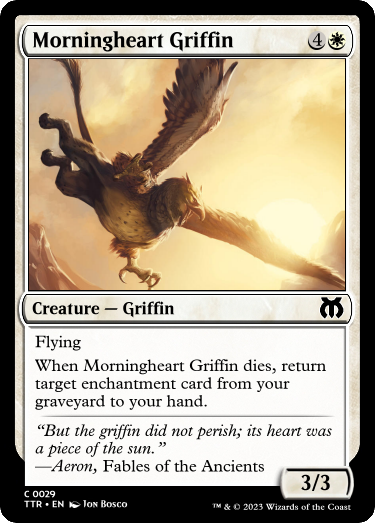 Morningheart Griffin 4
Creature — Griffin
Flying
When Morningheart Griffin dies, return
target enchantment card from your
graveyard to your hand.
“But the griffin did not perish; its heart was
a piece of the sun.”
—Aeron, Fables of the Ancients
3/3
C 0029
TTR • EN Jon Bosco
™ & © 2023 Wizards of the Coast